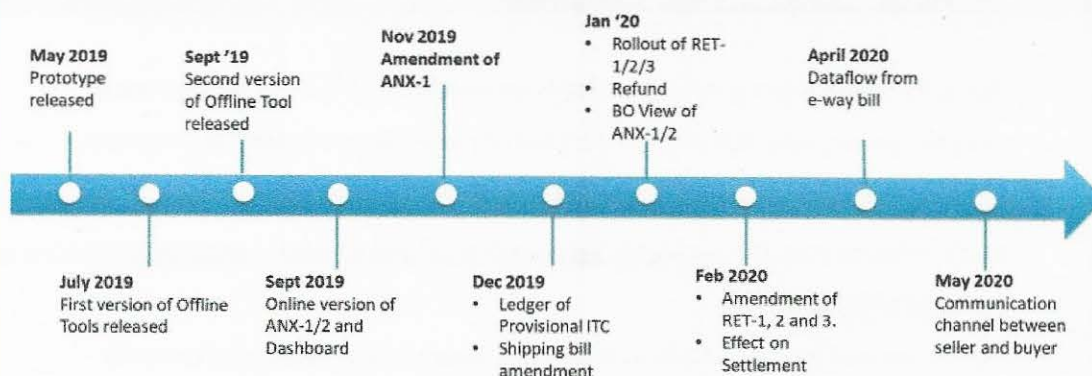 May 2019
Prototype
released
Sept '19
Second version
of Offline Tool
released
Nov 2019
Amendment of
ANX-1
Jan '20
• Rollout of RET-
1/2/3
• Refund
• BO View of
ANX-1/2
April 2020
Dataflow from
e-way bill
July 2019
First version of Offline
Tools released
Sept 2019
Online version of
ANX-1/2 and
Dashboard
Dec 2019
• Ledger of
Provisional ITC
• Shipping bill
amendment
Feb 2020
• Amendment of
RET-1, 2 and 3.
• Effect on
Settlement
May 2020
Communication
channel between
seller and buyer